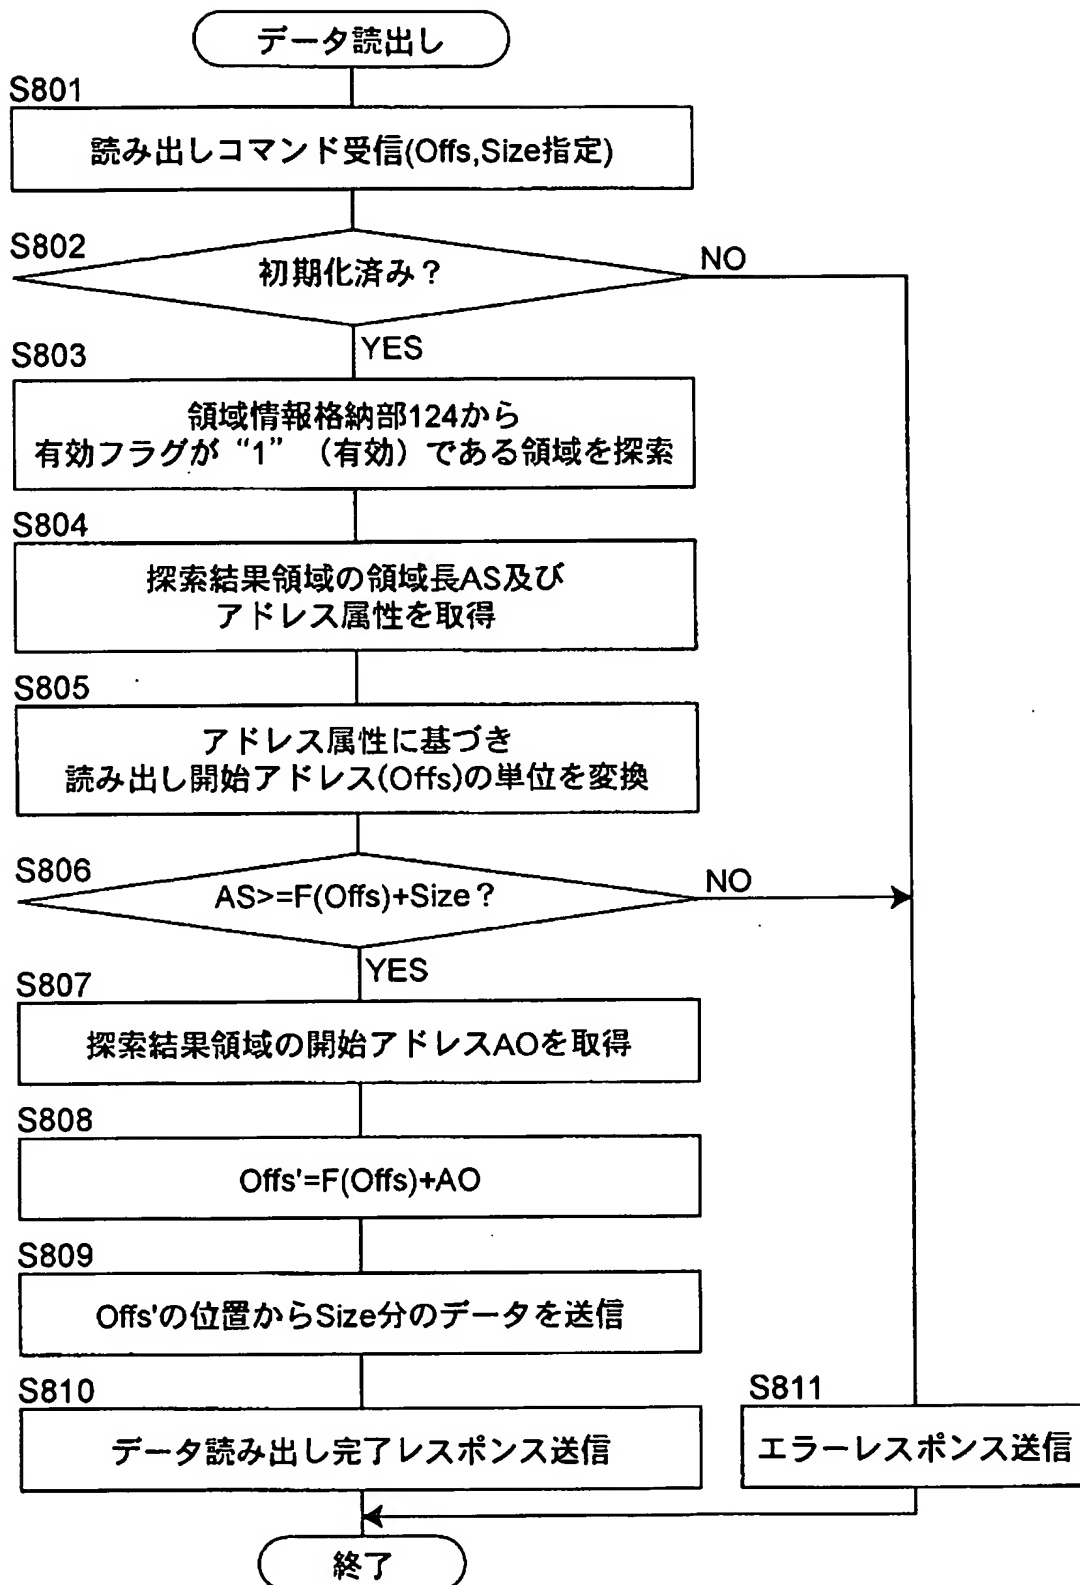 データ読出し
S801
読み出しコマンド受信(Offs,Size指定)
S802
初期化済み？
NO
YES
S803
領域情報格納部124から
有効フラグが“1”（有効）である領域を探索
S804
探索結果領域の領域長AS及び
アドレス属性を取得
S805
アドレス属性に基づき
読み出し開始アドレス(Offs)の単位を変換
S806
AS>=F(Offs)+Size？
NO
YES
S807
探索結果領域の開始アドレスAOを取得
S808
Offs'=F(Offs)+AO
S809
Offs'の位置からSize分のデータを送信
S810
データ読み出し完了レスポンス送信
S811
エラーレスポンス送信
終了